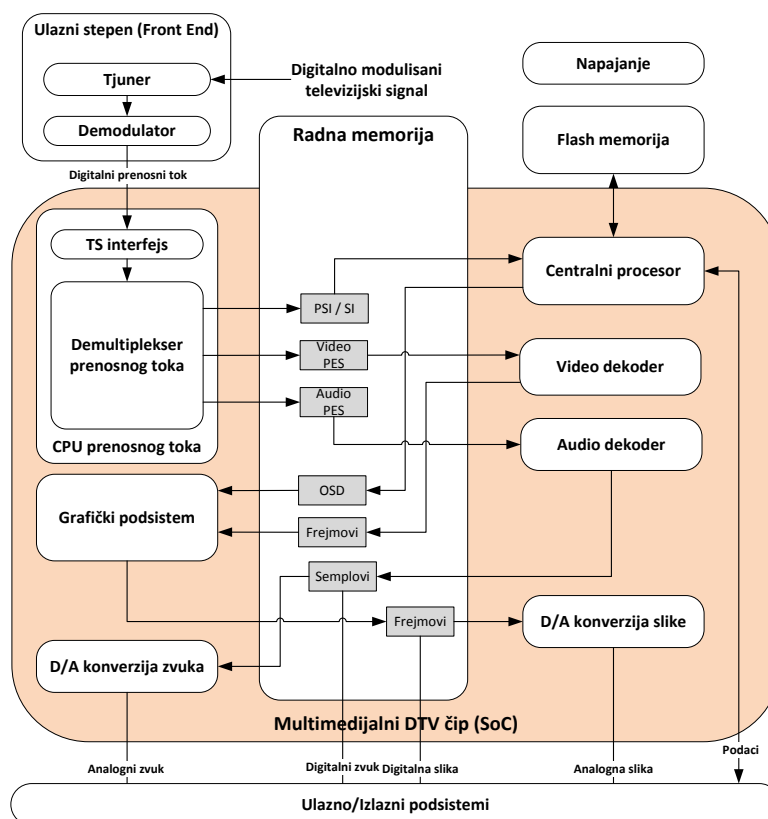 Ulazni stepen (Front End)
Tjuner
Demodulator
Digitalno modulisani
televizijski signal
Napajanje
Flash memorija
Radna memorija
Digitalni prenosni tok
TS interfejs
Demultiplekser
prenosnog toka
CPU prenosnog toka
PSI / SI
Video
PES
Audio
PES
Centralni procesor
Video dekoder
Audio dekoder
OSD
Frejmovi
Grafički podsistem
Semplovi
Frejmovi
D/A konverzija slike
D/A konverzija zvuka
Multimedijalni DTV čip (SoC)
Analogni zvuk
Digitalni zvuk
Digitalna slika
Analogna slika
Podaci
Ulazno/Izlazni podsistemi